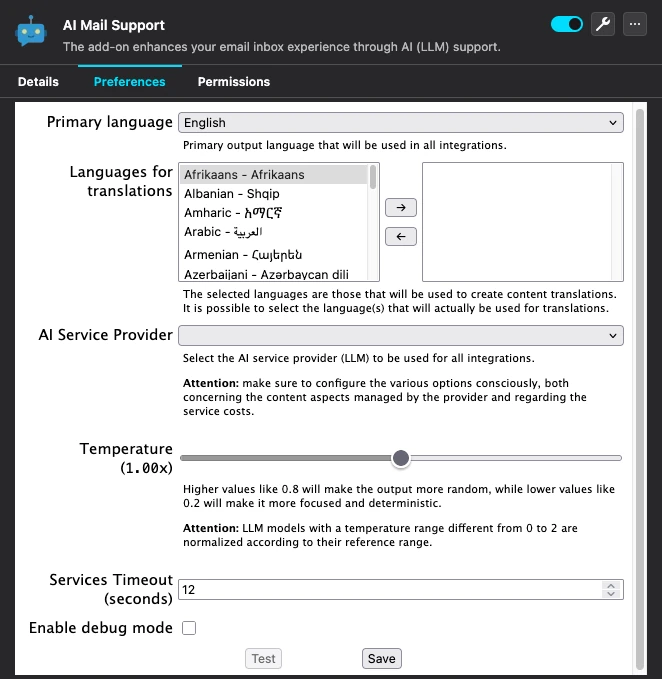 AI Mail Support
The add-on enhances your email inbox experience through AI (LLM) support.
Details
Preferences
Permissions
Primary language
English
Primary output language that will be used in all integrations.
Languages for
translations
Afrikaans - Afrikaans
Albanian - Shqip
Amharic - አማርኛ
Arabic - العربية
Armenian - Հայերեն
Azerbaijani - Azərbaycan dili
→
←
The selected languages are those that will be used to create content translations.
It is possible to select the language(s) that will actually be used for translations.
AI Service Provider
Select the AI service provider (LLM) to be used for all integrations.
Attention: make sure to configure the various options consciously, both
concerning the content aspects managed by the provider and regarding the
service costs.
Temperature
(1.00x)
Higher values like 0.8 will make the output more random, while lower values like
0.2 will make it more focused and deterministic.
Attention: LLM models with a temperature range different from 0 to 2 are
normalized according to their reference range.
Services Timeout
(seconds)
12
Enable debug mode
Test
Save